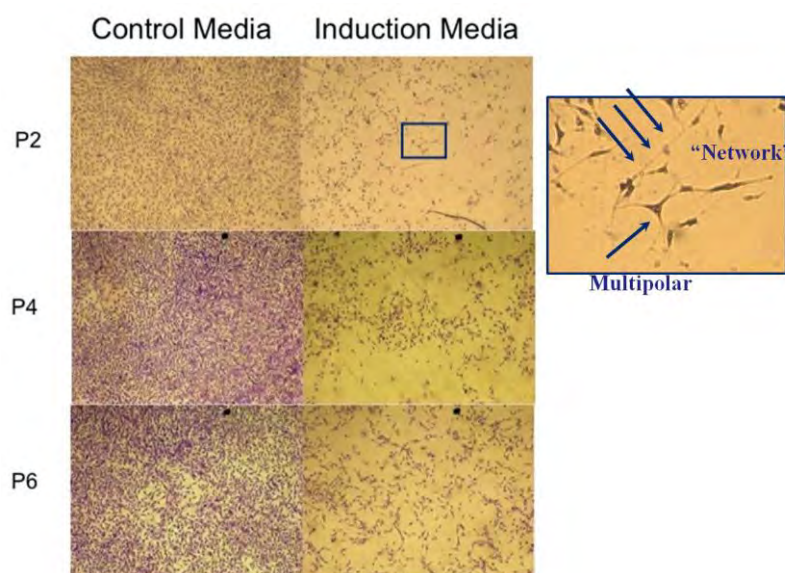 Control Media Induction Media
P2
“Network”
Multipolar
P4
P6